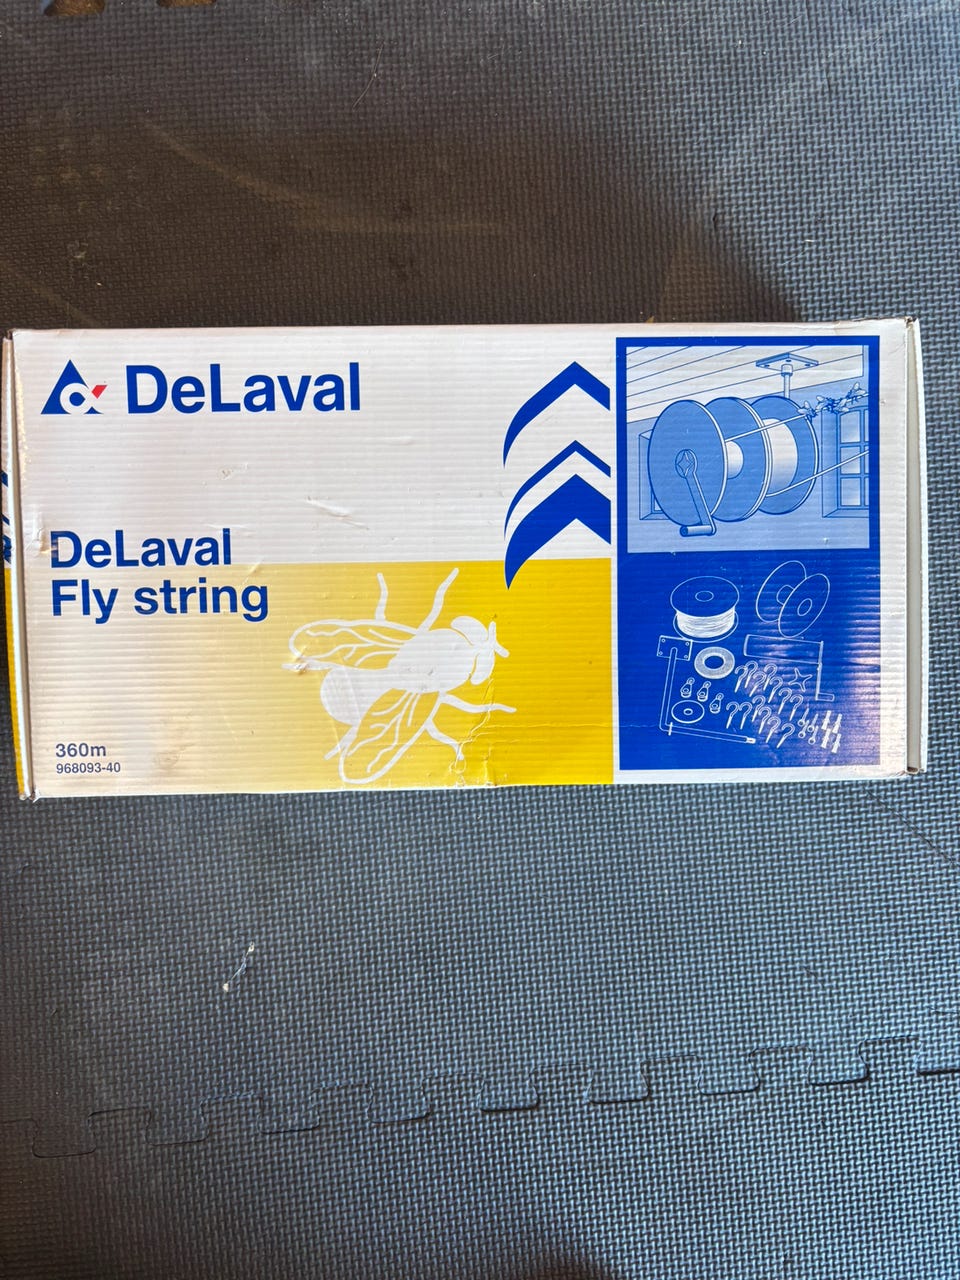 DeLaval
DeLaval
Fly string
360m
968093-40